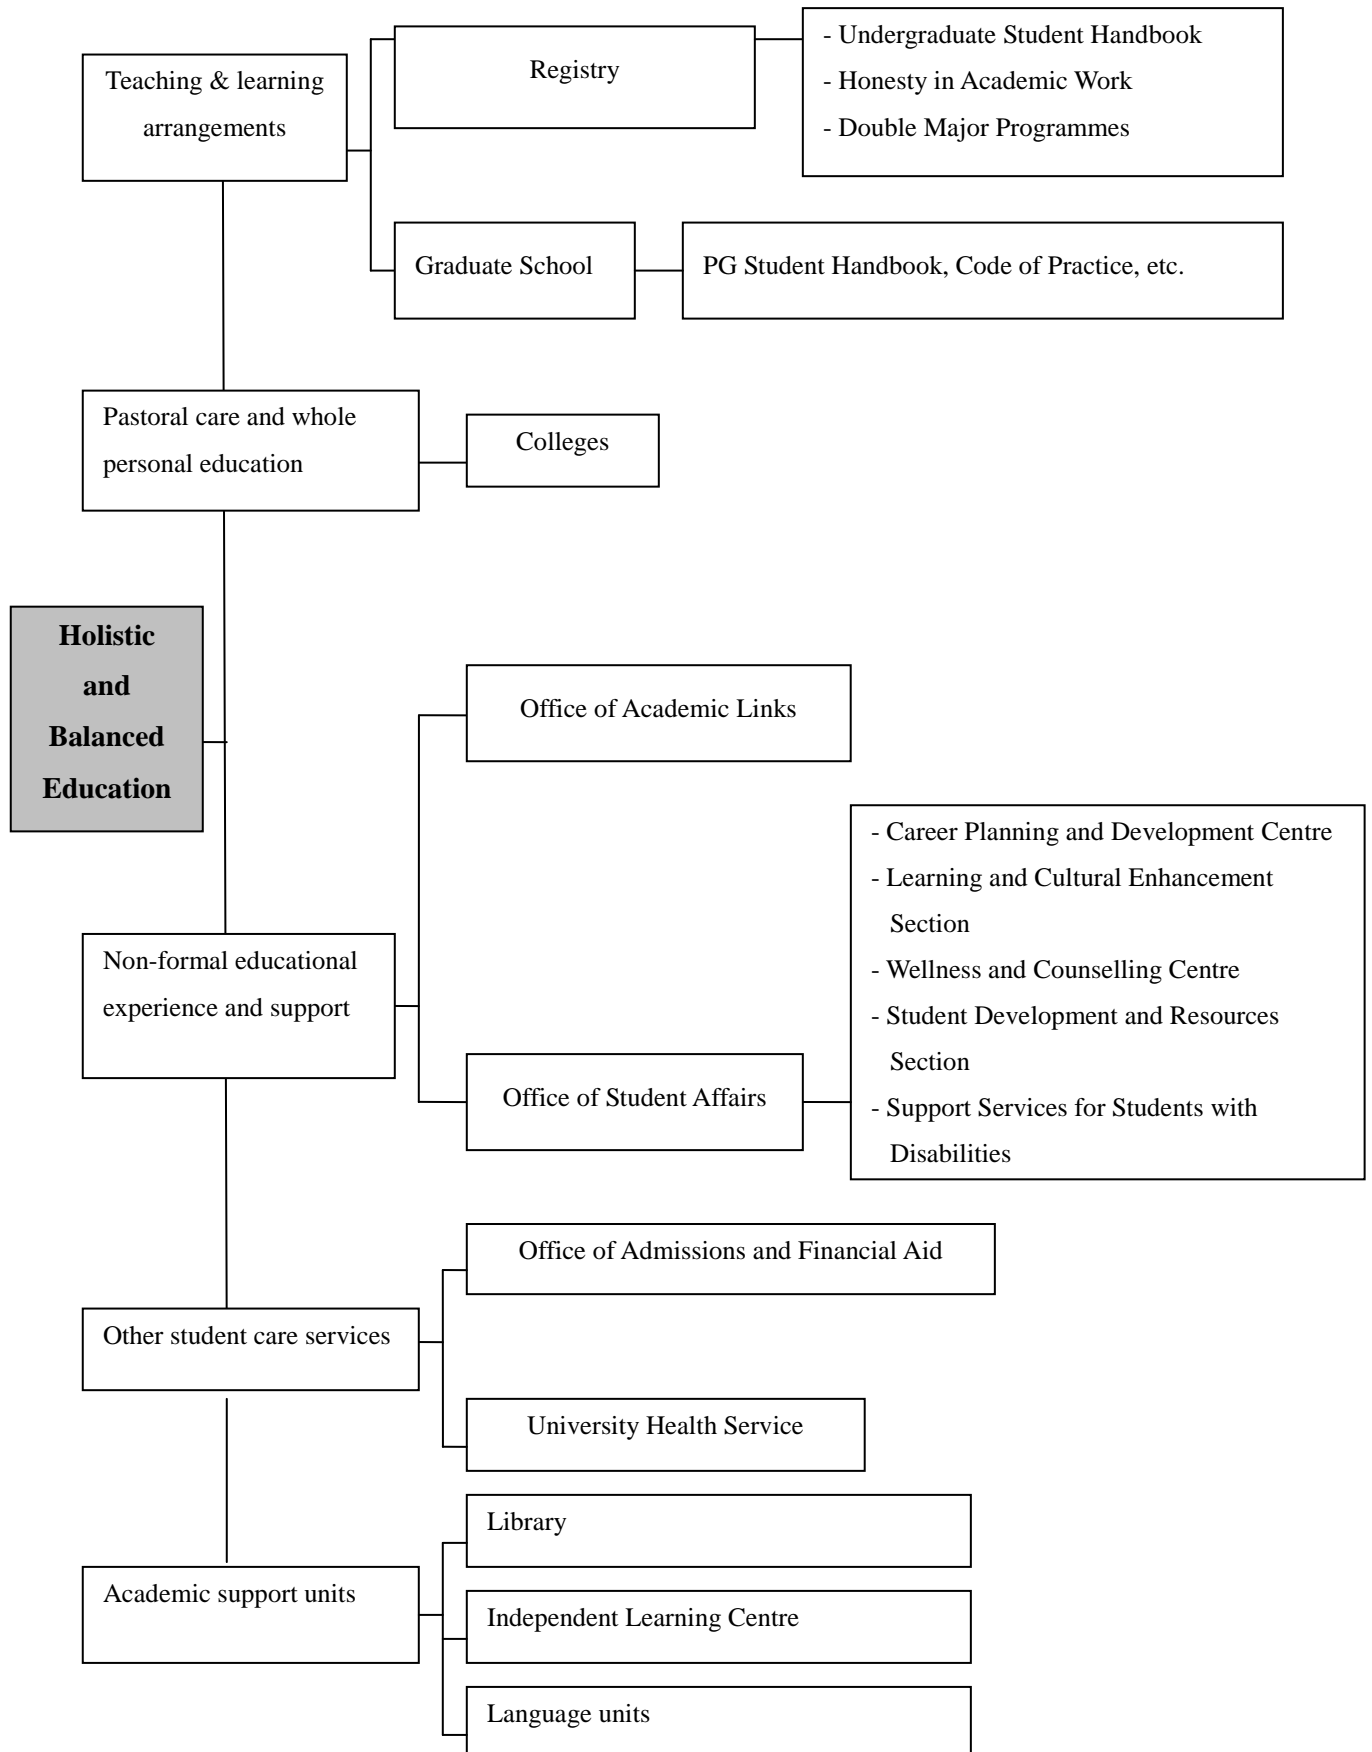 Teaching & learning
arrangements
Registry
- Undergraduate Student Handbook
- Honesty in Academic Work
- Double Major Programmes
Graduate School
PG Student Handbook, Code of Practice, etc.
Pastoral care and whole
personal education
Colleges
Holistic
and
Balanced
Education
Office of Academic Links
Non-formal educational
experience and support
Office of Student Affairs
- Career Planning and Development Centre
- Learning and Cultural Enhancement
Section
- Wellness and Counselling Centre
- Student Development and Resources
Section
- Support Services for Students with
Disabilities
Other student care services
Office of Admissions and Financial Aid
University Health Service
Academic support units
Library
Independent Learning Centre
Language units